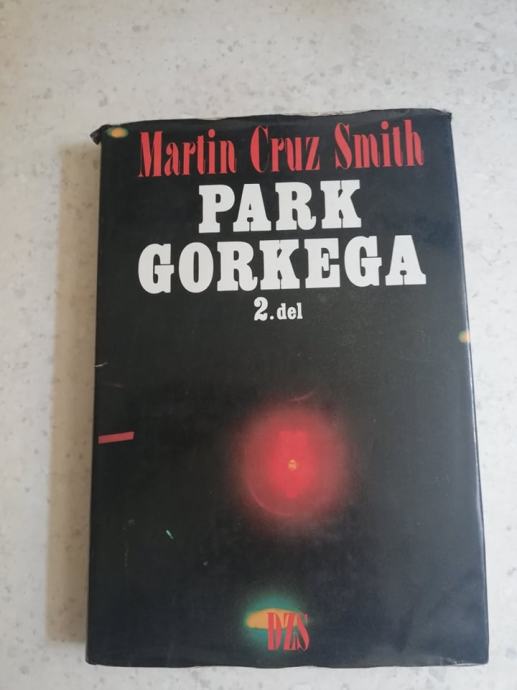 Martin Cruz Smith
PARK
GORKEGA
2. del
DZS